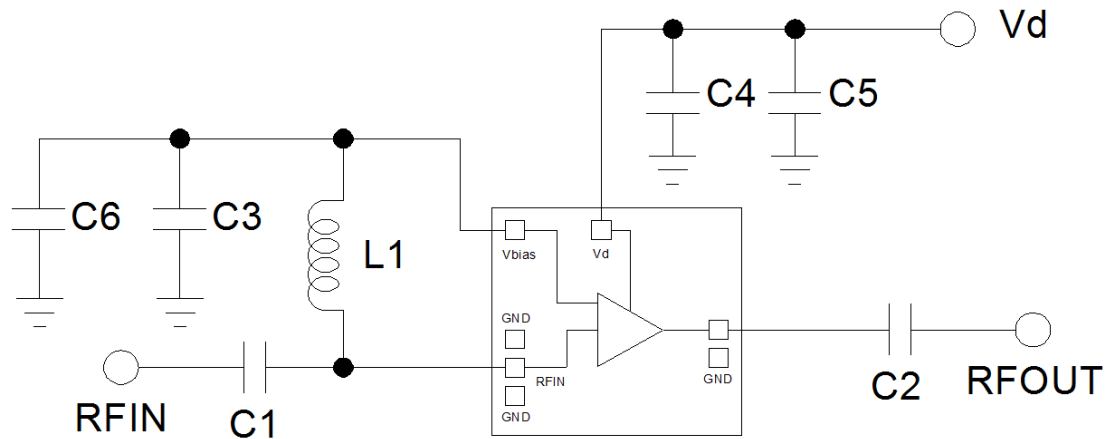 Vd
C4
C5
C6
C3
L1
Vbias
Vd
GND
RFIN
GND
GND
RFIN
C1
C2
RFOUT